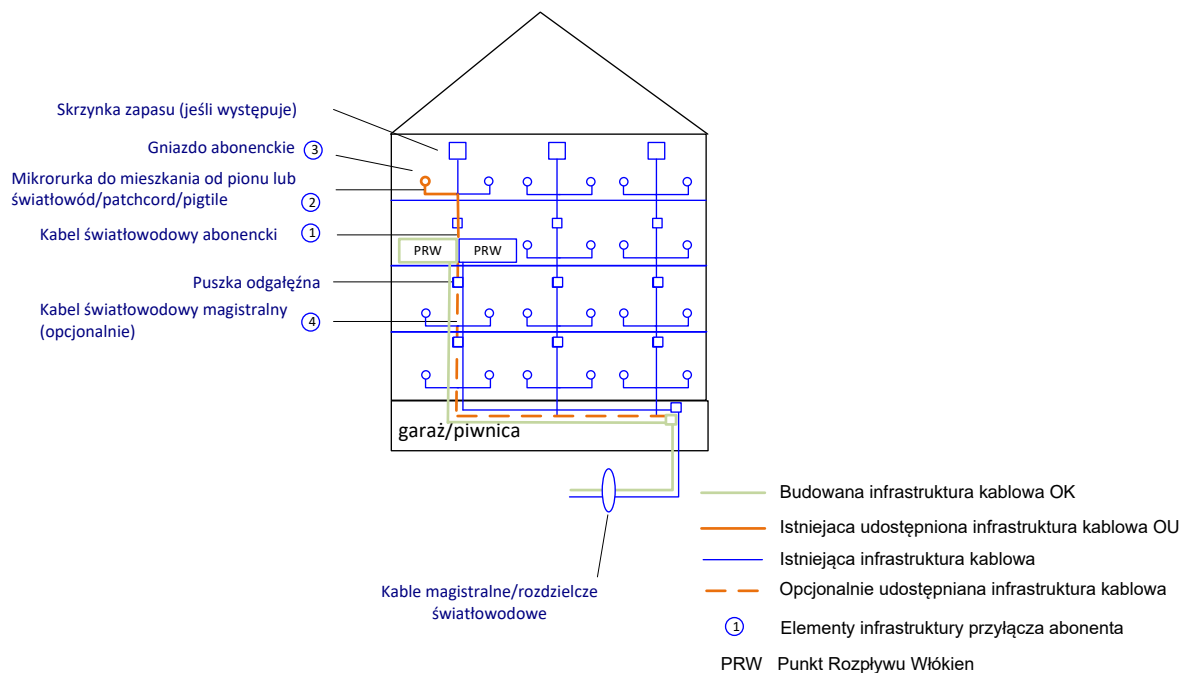 Skrzynka zapasu (jeśli występuje)
Gniazdo abonenckie 3
Mikrorurka do mieszkania od pionu lub
światłowód/patchcord/pigtile 2
Kabel światłowodowy abonencki 1
PRW PRW
Puszka odgałęźna
Kabel światłowodowy magistralny
(opcjonalnie) 4
garaż/piwnica
Kable magistralne/rozdzielcze
światłowodowe
Budowana infrastruktura kablowa OK
Istniejaca udostępniona infrastruktura kablowa OU
Istniejąca infrastruktura kablowa
Opcjonalnie udostępniana infrastruktura kablowa
1 Elementy infrastruktury przyłącza abonenta
PRW Punkt Rozpływu Włókien